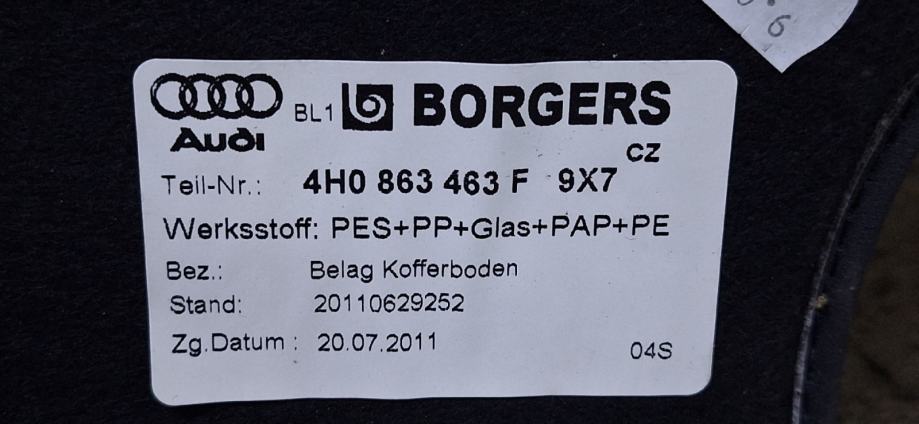 Audi BL1 BORGERS
CZ
Teil-Nr.: 4H0 863 463 F 9X7
Werksstoff: PES+PP+Glas+PAP+PE
Bez.: Belag Kofferboden
Stand: 20110629252
Zg.Datum : 20.07.2011
04S